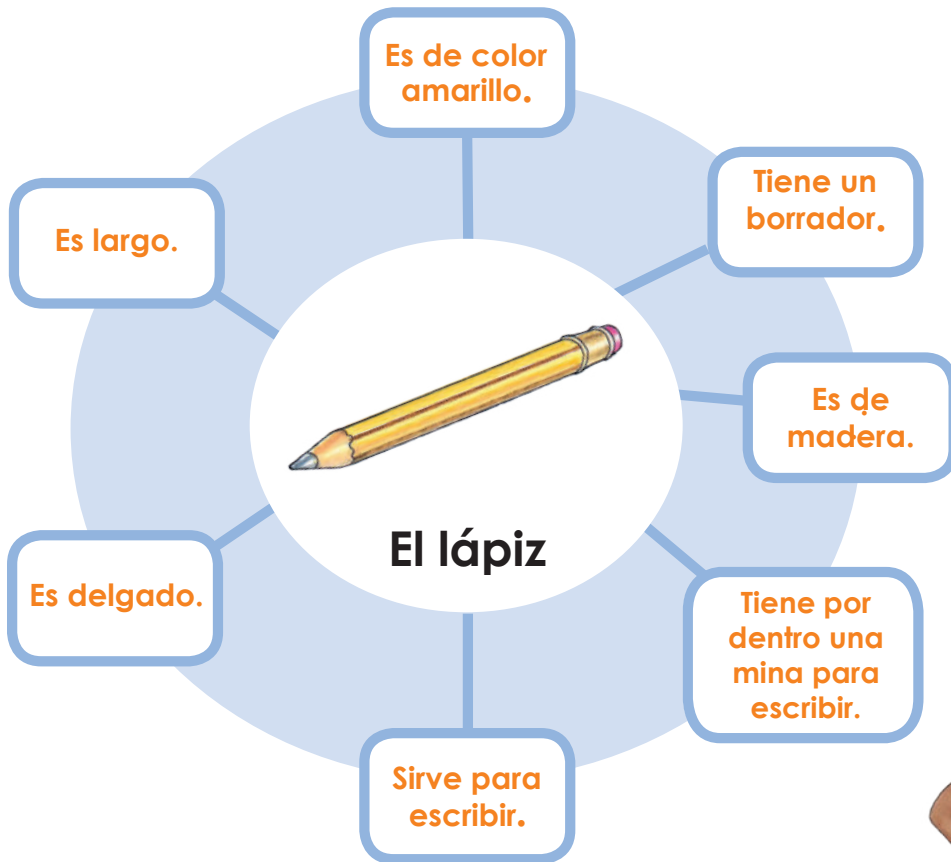 Es de color
amarillo.
Tiene un
borrador.
Es largo.
Es de
madera.
El lápiz
Es delgado.
Tiene por
dentro una
mina para
escribir.
Sirve para
escribir.